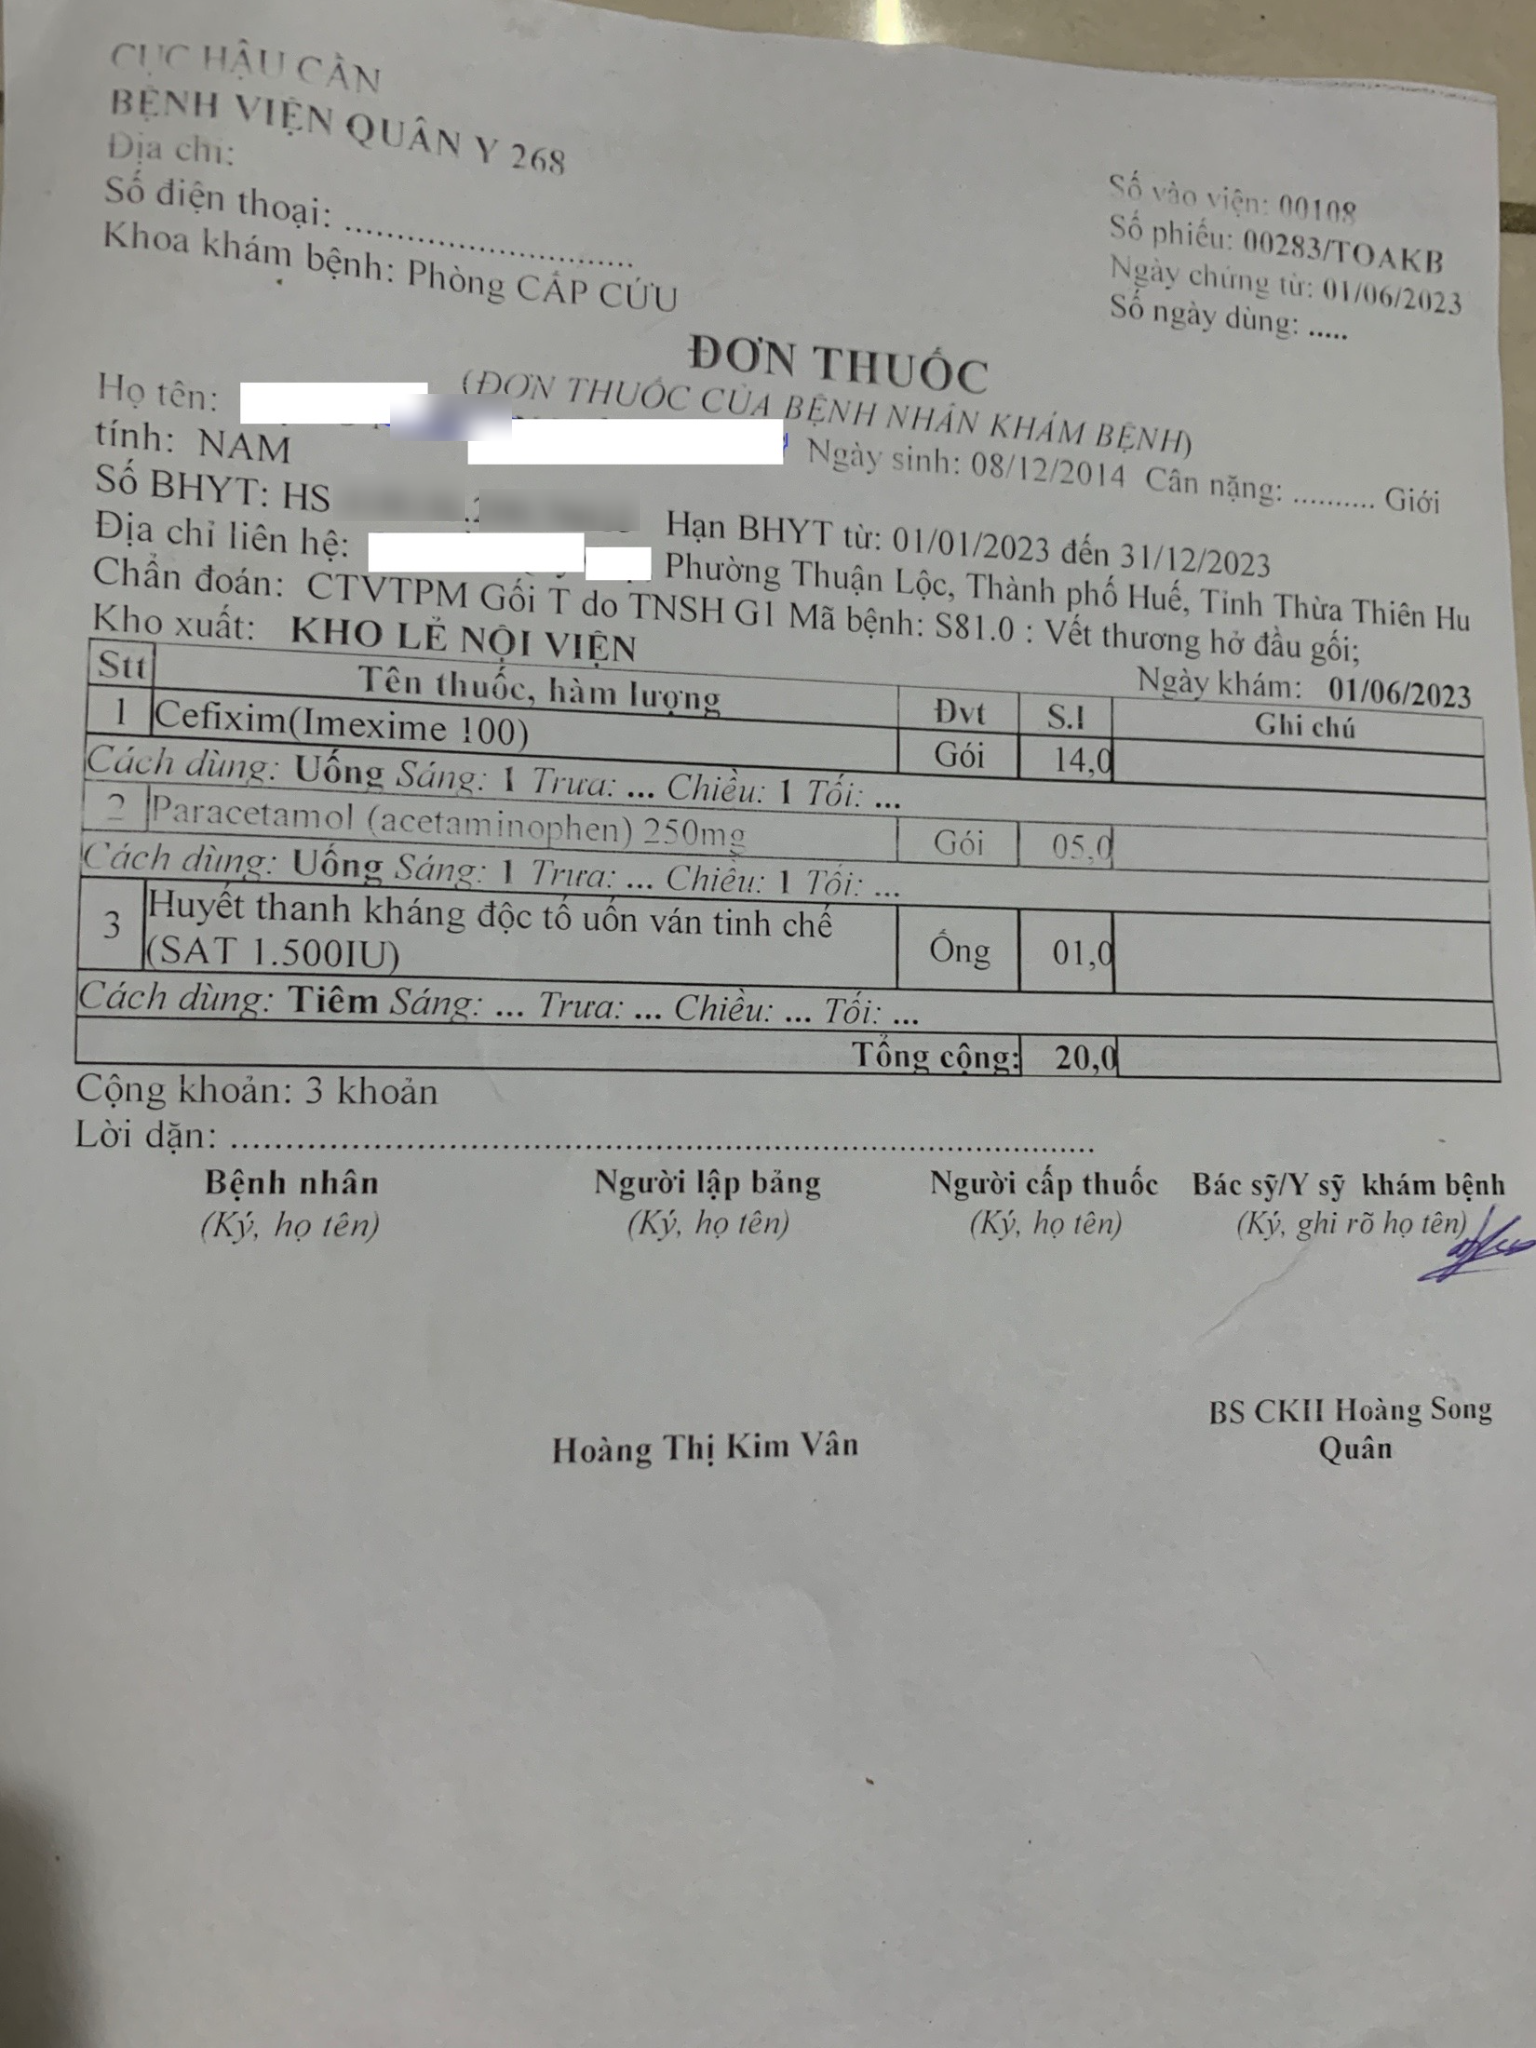 CỤC HẬU CẦN
BỆNH VIỆN QUÂN Y 268
Địa chỉ:
Số điện thoại: ..............................
Khoa khám bệnh: Phòng CẤP CỨU
Số vào viện: 00108
Số phiếu: 00283/TOAKB
Ngày chứng từ: 01/06/2023
Số ngày dùng: .....
ĐƠN THUỐC
(ĐƠN THUỐC CỦA BỆNH NHÂN KHÁM BỆNH)
Họ tên: Ngày sinh: 08/12/2014 Cân nặng: .......... Giới
tính: NAM
Số BHYT: HS Hạn BHYT từ: 01/01/2023 đến 31/12/2023
Địa chỉ liên hệ: Phường Thuận Lộc, Thành phố Huế, Tỉnh Thừa Thiên Hu
Chẩn đoán: CTVTPM Gối T do TNSH G1 Mã bệnh: S81.0 : Vết thương hở đầu gối;
Kho xuất: KHO LẺ NỘI VIỆN
Ngày khám: 01/06/2023
Stt Tên thuốc, hàm lượng Đvt S.l Ghi chú
1 Cefixim(Imexime 100) Gói 14,0
Cách dùng: Uống Sáng: 1 Trưa: ... Chiều: 1 Tối: ...
2 Paracetamol (acetaminophen) 250mg Gói 05,0
Cách dùng: Uống Sáng: 1 Trưa: ... Chiều: 1 Tối: ...
3 Huyết thanh kháng độc tố uốn ván tinh chế
(SAT 1.500IU) Ống 01,0
Cách dùng: Tiêm Sáng: ... Trưa: ... Chiều: ... Tối: ...
Tổng cộng: 20,0
Cộng khoản: 3 khoản
Lời dặn: ................................................................................
Bệnh nhân Người lập bảng Người cấp thuốc Bác sỹ/Y sỹ khám bệnh
(Ký, họ tên) (Ký, họ tên) (Ký, họ tên) (Ký, ghi rõ họ tên)
Hoàng Thị Kim Vân
BS CKII Hoàng Song
Quân